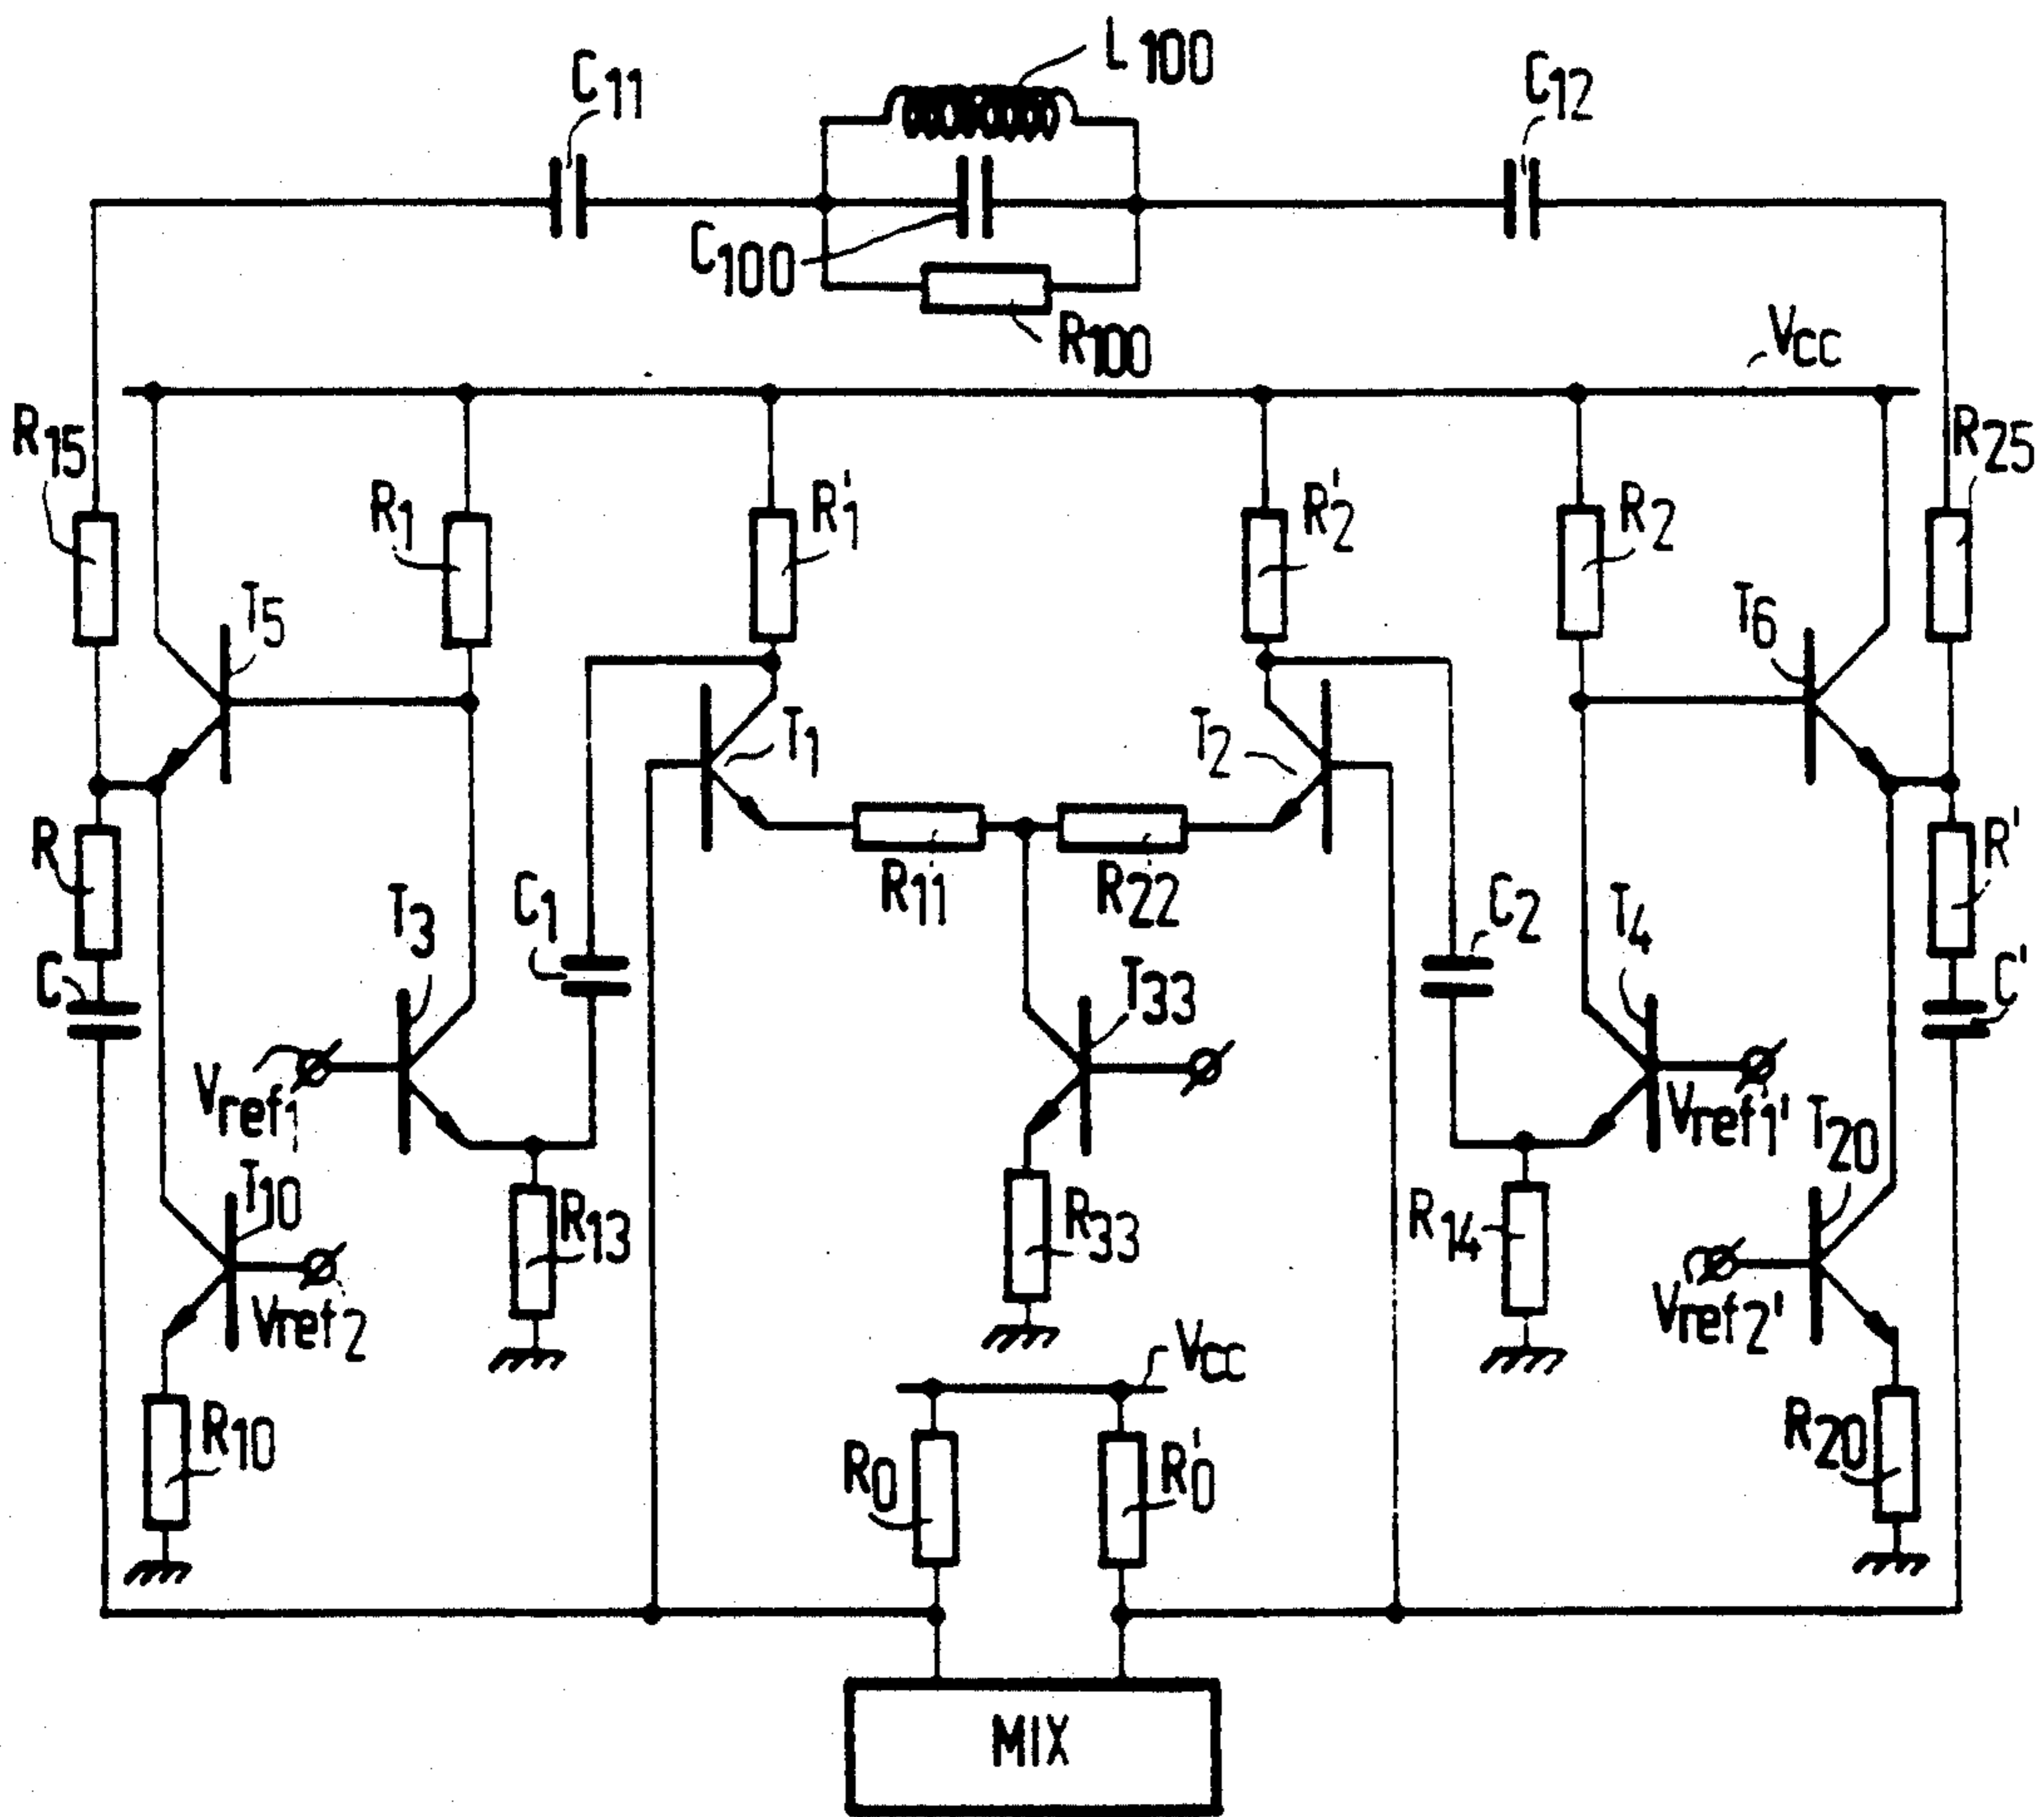 L100
C11
C12
C100
R100
Vcc
R15
R25
R1
R'1
R'2
R2
T5
T6
T1
T2
R
R'
R11
R22
T3
C1
C2
T4
C
C'
T33
Vref1
Vref1'
T20
T10
R13
R33
R14
Vref2
Vref2'
Vcc
R10
R0
R'0
R20
MIX